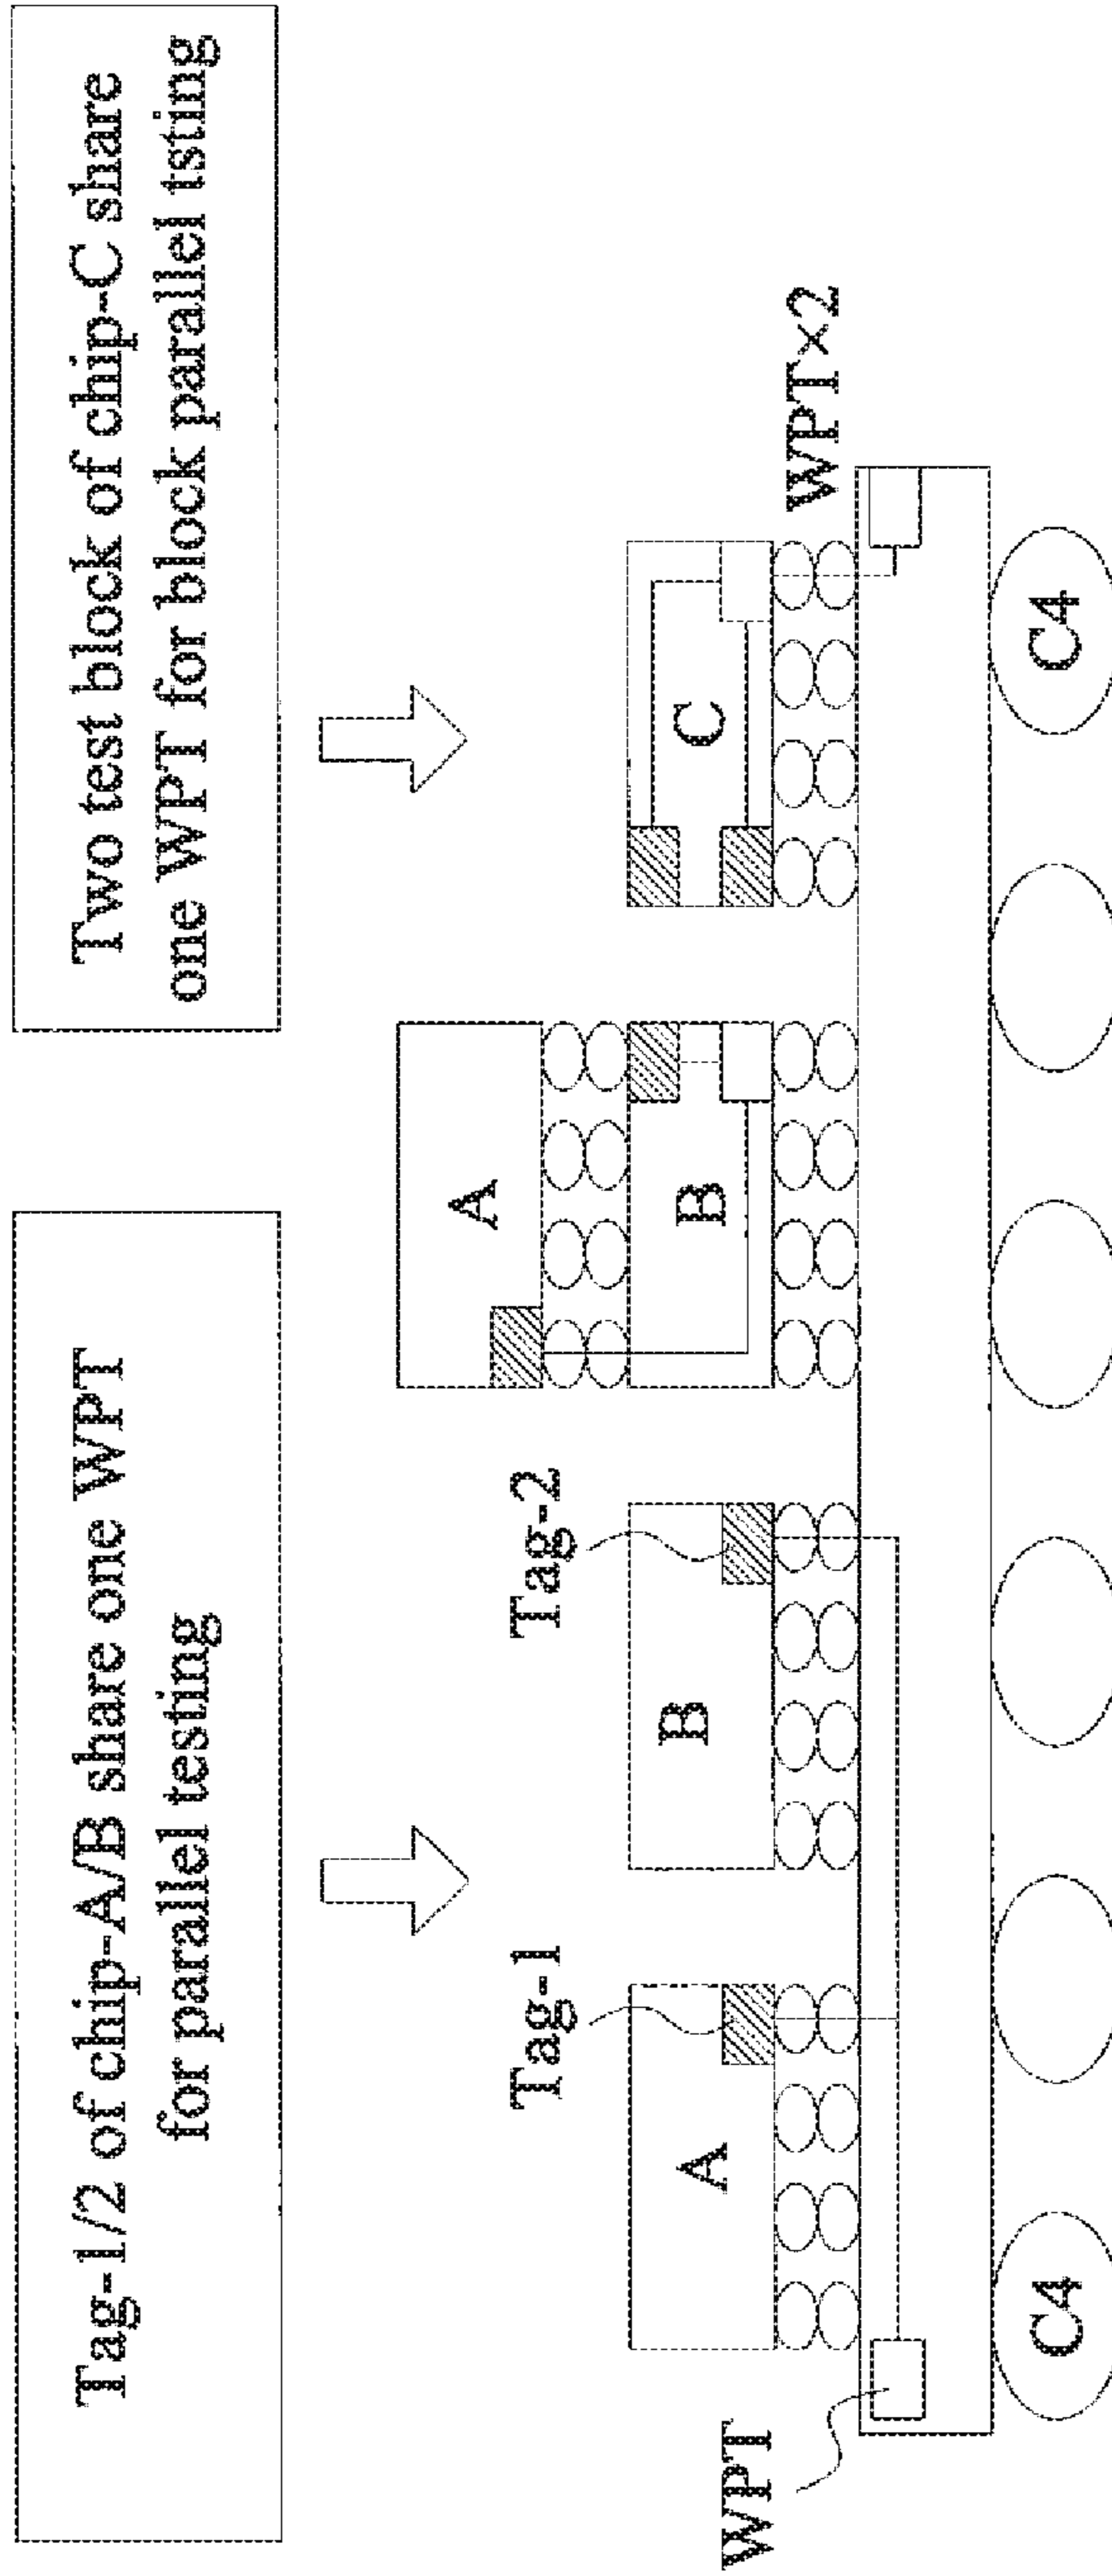 Tag-1/2 of chip-A/B share one WPT
for parallel testing
Two test block of chip-C share
one WPT for block parallel tsting
A
Tag-1
Tag-2
A
B
B
C
WPT
WPT×2
C4
C4